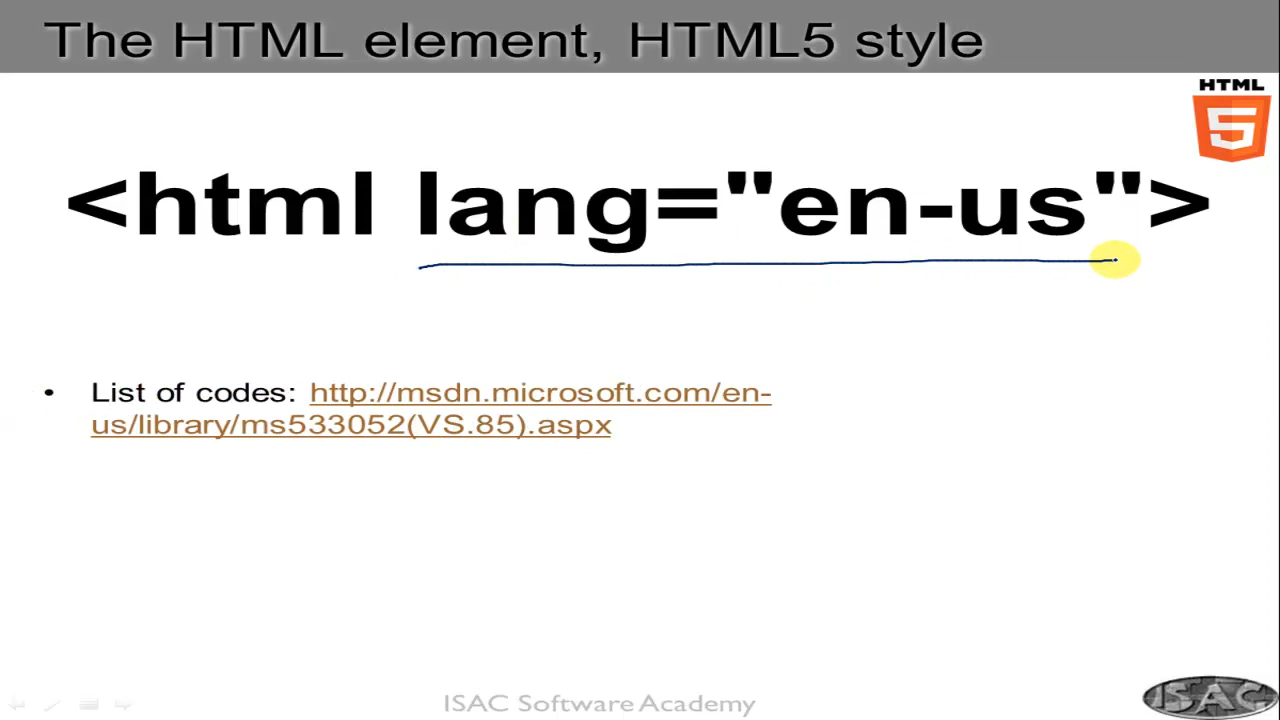 The HTML element, HTML5 style
HTML
5
<html lang="en-us">
• List of codes: http://msdn.microsoft.com/en-
us/library/ms533052(VS.85).aspx
ISAC Software Academy
ISAC